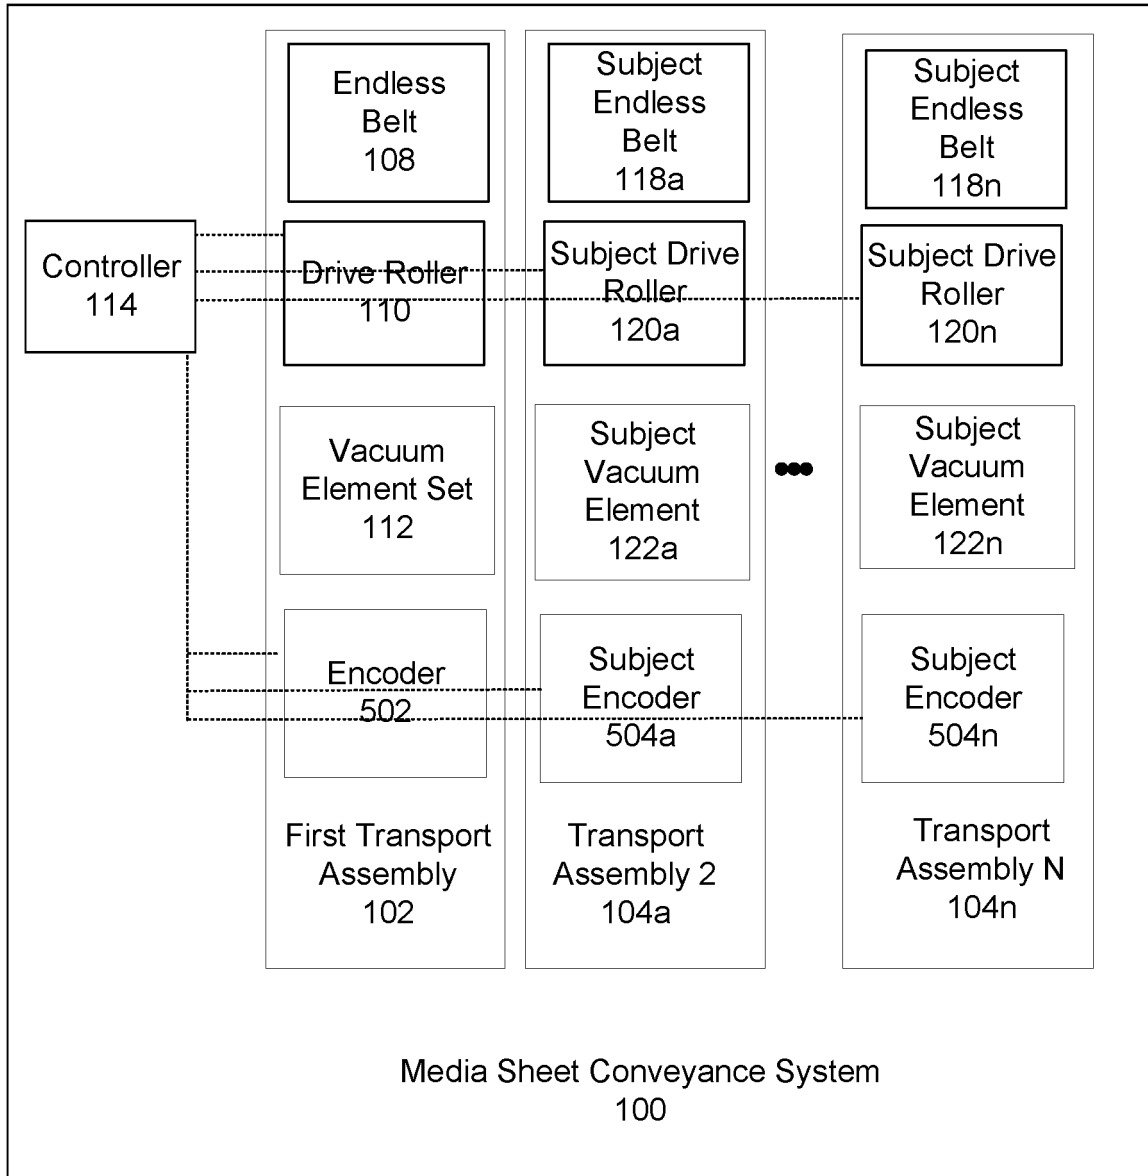 Endless
Belt
108
Subject
Endless
Belt
118a
Subject
Endless
Belt
118n
Controller
114
Drive Roller
110
Subject Drive
Roller
120a
Subject Drive
Roller
120n
Vacuum
Element Set
112
Subject
Vacuum
Element
122a
Subject
Vacuum
Element
122n
Encoder
502
Subject
Encoder
504a
Subject
Encoder
504n
First Transport
Assembly
102
Transport
Assembly 2
104a
Transport
Assembly N
104n
Media Sheet Conveyance System
100